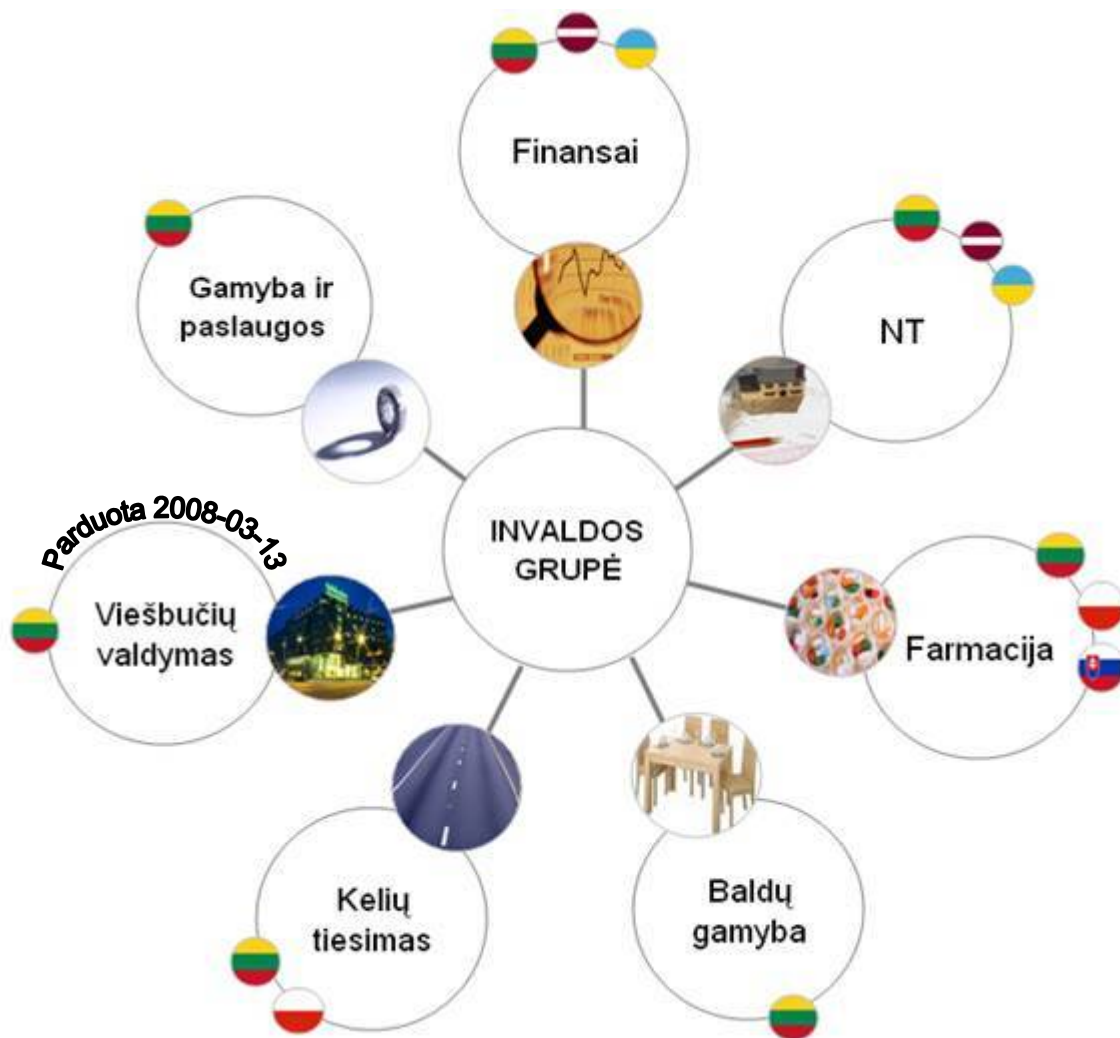 Finansai
NT
Farmacija
Baldų
gamyba
Kelių
tiesimas
Parduota 2008-03-13
Viešbučių
valdymas
Gamyba ir
paslaugos
INVALDOS
GRUPĖ